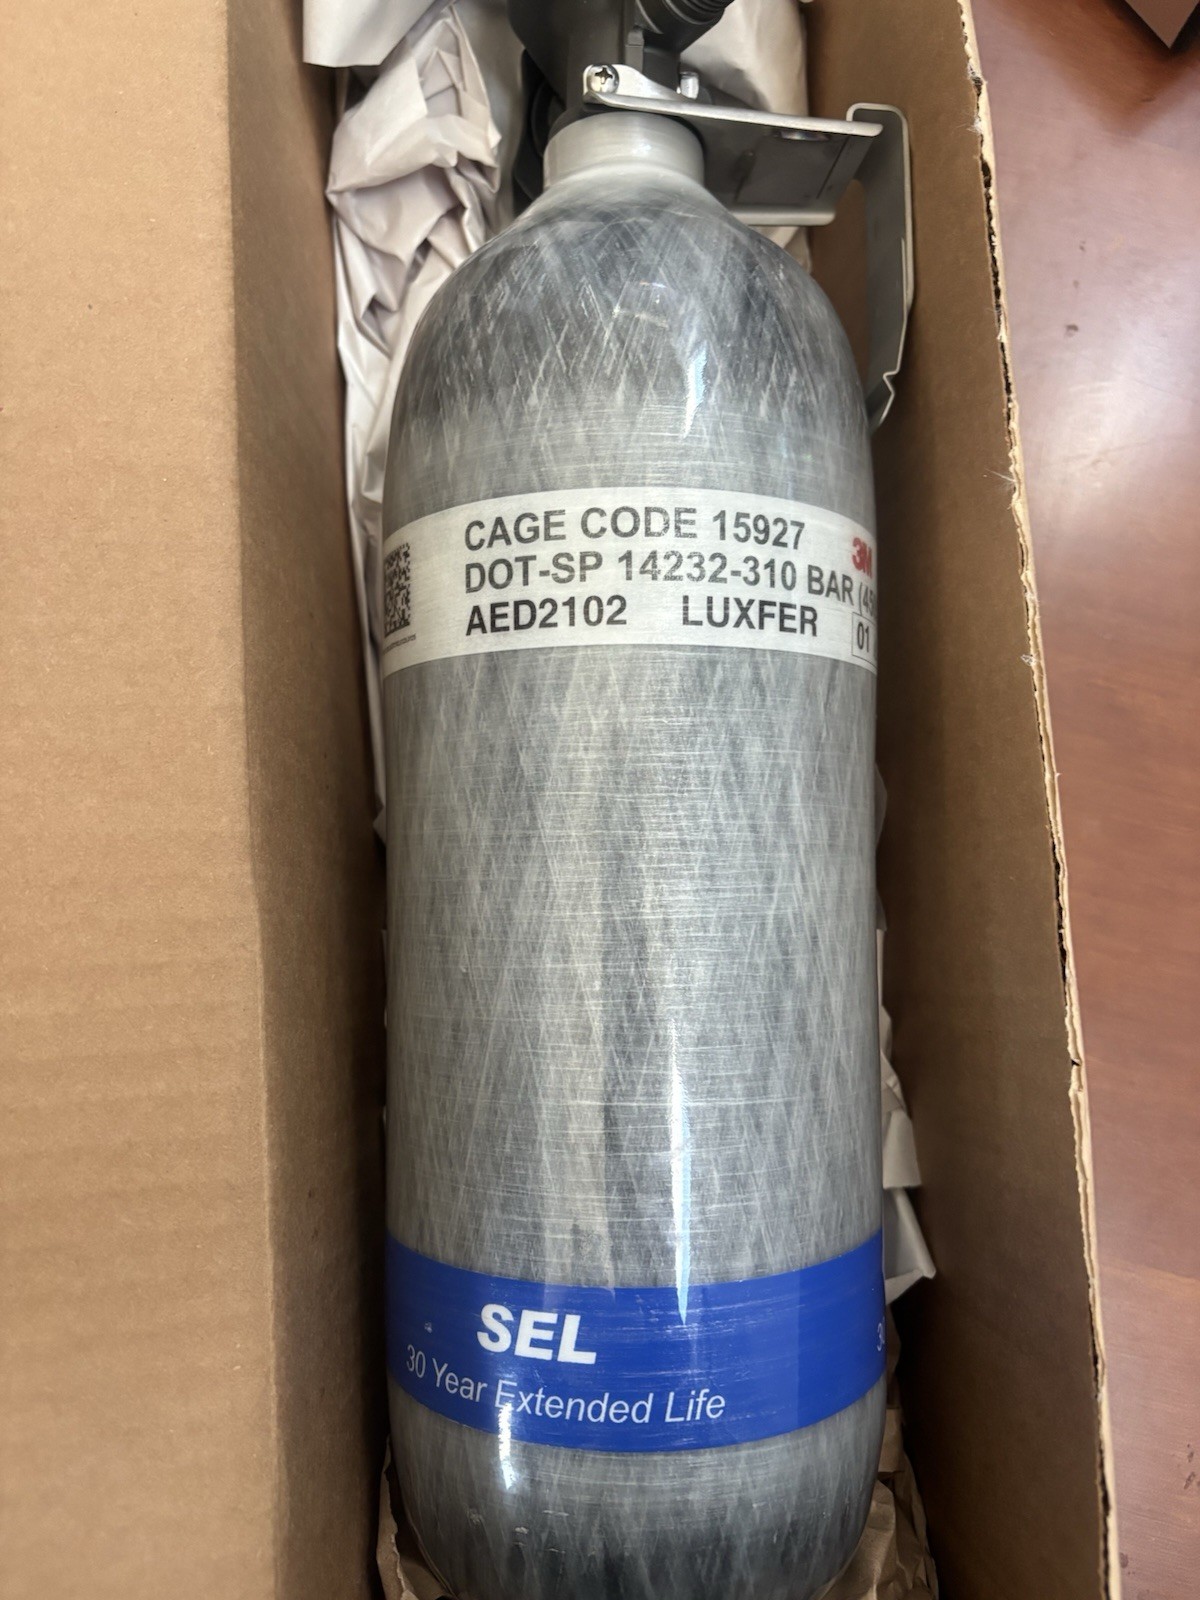 CAGE CODE 15927
3M
DOT-SP 14232-310 BAR
AED2102 LUXFER
01
SEL
30 Year Extended Life